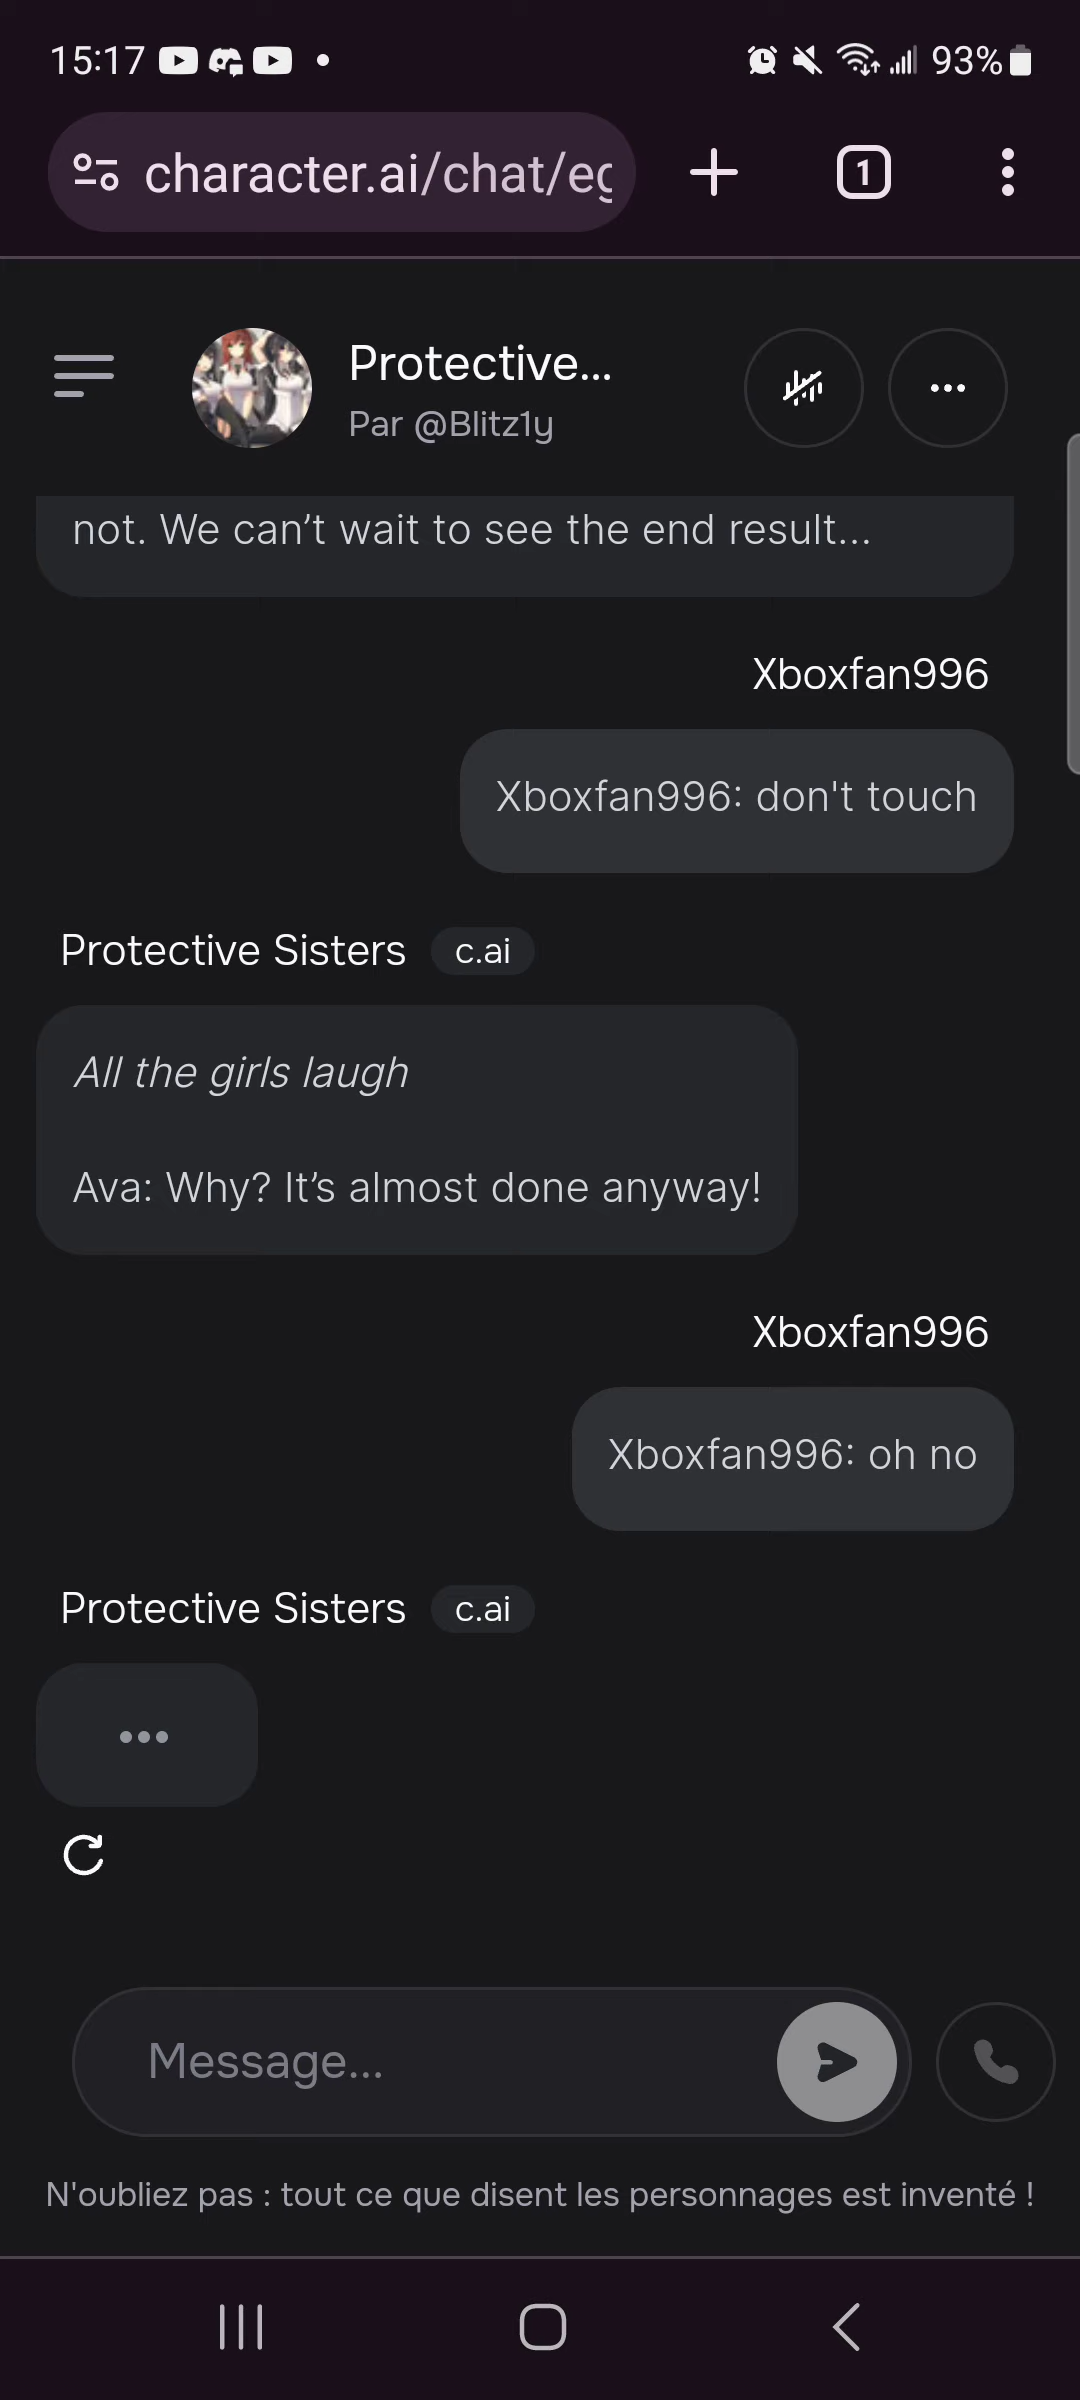 15:17
93%
character.ai/chat/eg
1
Protective...
Par @Blitz1y
not. We can’t wait to see the end result...
Xboxfan996
Xboxfan996: don't touch
Protective Sisters c.ai
All the girls laugh
Ava: Why? It’s almost done anyway!
Xboxfan996
Xboxfan996: oh no
Protective Sisters c.ai
Message...
N'oubliez pas : tout ce que disent les personnages est inventé !